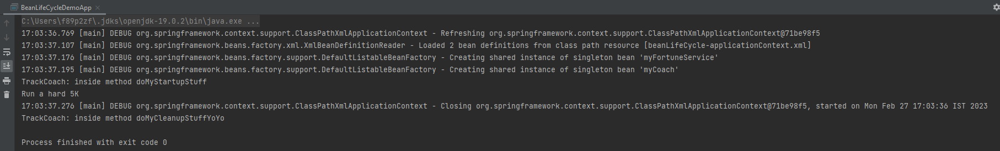 BeanLifeCycleDemoApp
C:\Users\f89p2zf\.jdks\openjdk-19.0.2\bin\java.exe ...
17:03:36.769 [main] DEBUG org.springframework.context.support.ClassPathXmlApplicationContext - Refreshing org.springframework.context.support.ClassPathXmlApplicationContext@71be98f5
17:03:37.107 [main] DEBUG org.springframework.beans.factory.xml.XmlBeanDefinitionReader - Loaded 2 bean definitions from class path resource [beanLifeCycle-applicationContext.xml]
17:03:37.176 [main] DEBUG org.springframework.beans.factory.support.DefaultListableBeanFactory - Creating shared instance of singleton bean 'myFortuneService'
17:03:37.195 [main] DEBUG org.springframework.beans.factory.support.DefaultListableBeanFactory - Creating shared instance of singleton bean 'myCoach'
TrackCoach: inside method doMyStartupStuff
Run a hard 5K
17:03:37.276 [main] DEBUG org.springframework.context.support.ClassPathXmlApplicationContext - Closing org.springframework.context.support.ClassPathXmlApplicationContext@71be98f5, started on Mon Feb 27 17:03:36 IST 2023
TrackCoach: inside method doMyCleanupStuffYoYo
Process finished with exit code 0